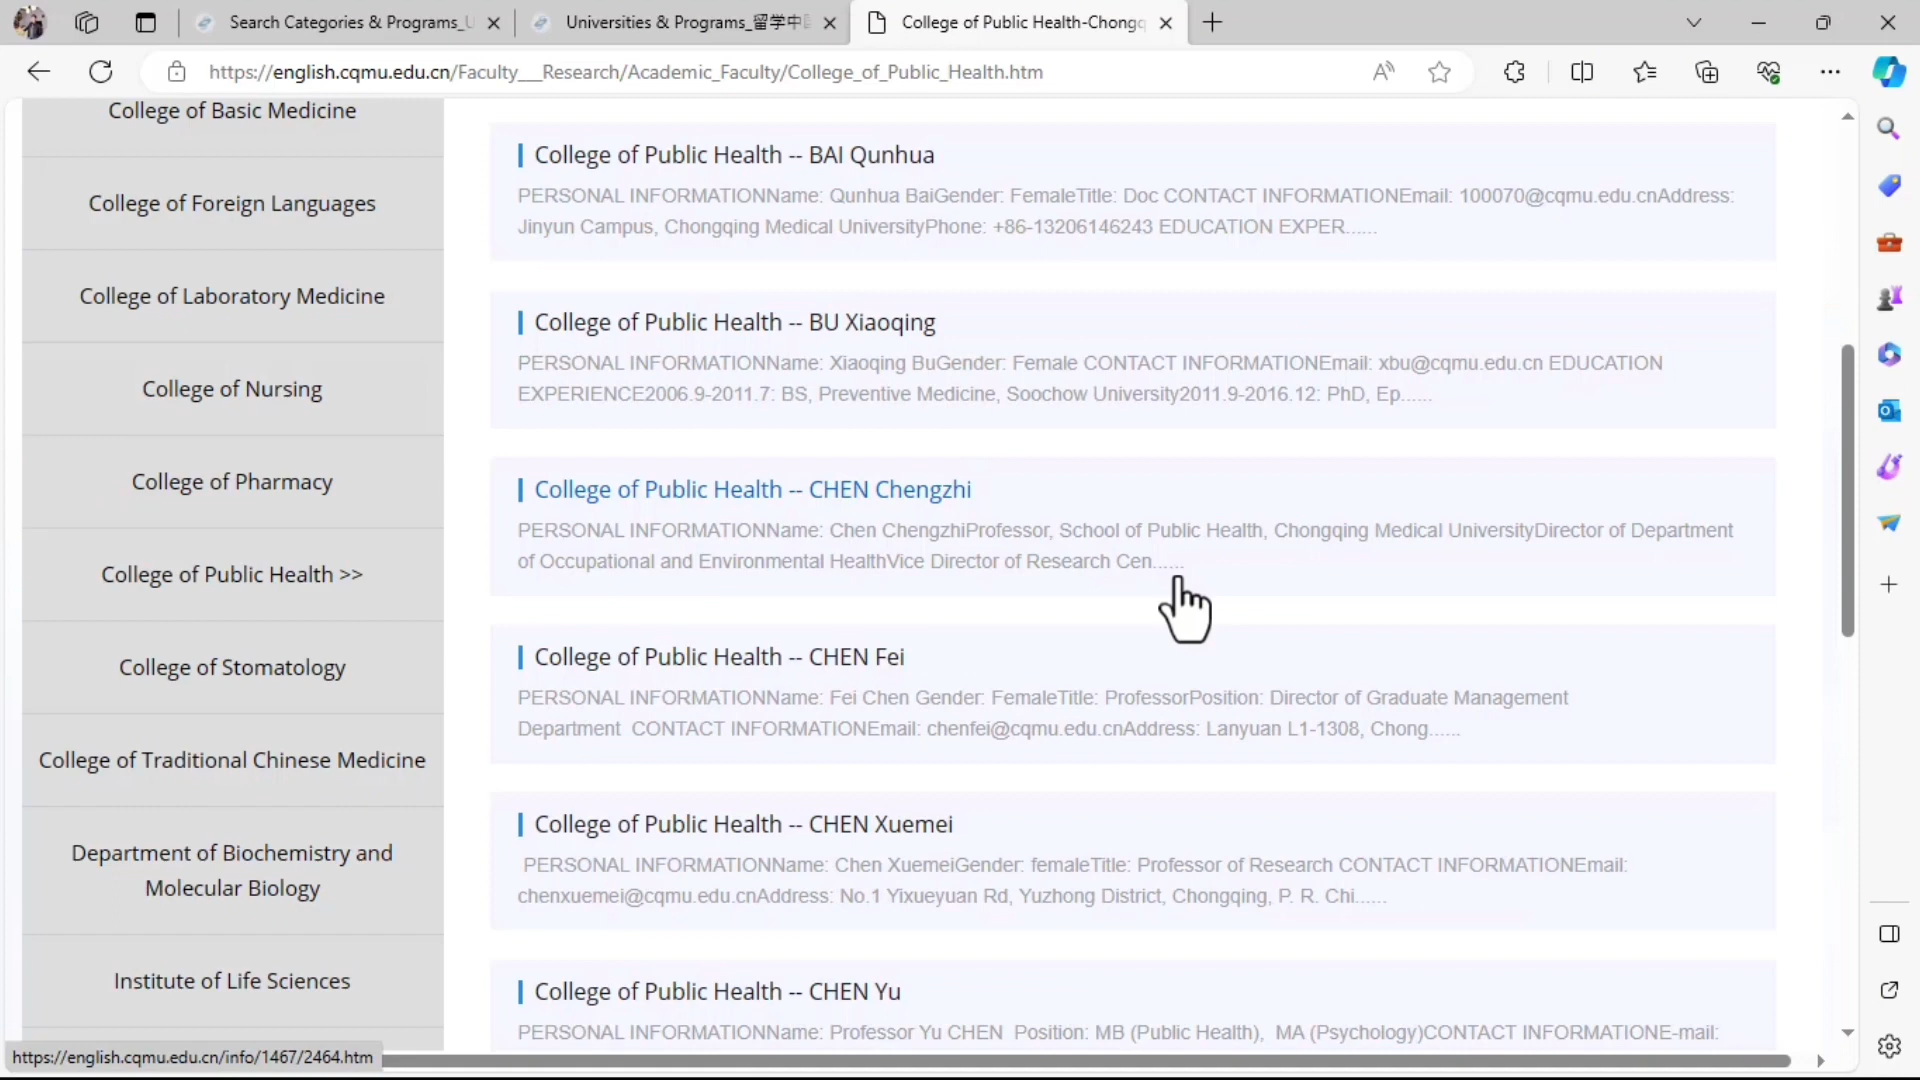 Search Categories & Programs_
Universities & Programs_留学中
College of Public Health-Chongq
https://english.cqmu.edu.cn/Faculty___Research/Academic_Faculty/College_of_Public_Health.htm
College of Basic Medicine
College of Foreign Languages
College of Laboratory Medicine
College of Nursing
College of Pharmacy
College of Public Health >>
College of Stomatology
College of Traditional Chinese Medicine
Department of Biochemistry and
Molecular Biology
Institute of Life Sciences
College of Public Health -- BAI Qunhua
PERSONAL INFORMATIONName: Qunhua BaiGender: FemaleTitle: Doc CONTACT INFORMATIONEmail: 100070@cqmu.edu.cnAddress:
Jinyun Campus, Chongqing Medical UniversityPhone: +86-13206146243 EDUCATION EXPER......
College of Public Health -- BU Xiaoqing
PERSONAL INFORMATIONName: Xiaoqing BuGender: Female CONTACT INFORMATIONEmail: xbu@cqmu.edu.cn EDUCATION
EXPERIENCE2006.9-2011.7: BS, Preventive Medicine, Soochow University2011.9-2016.12: PhD, Ep......
College of Public Health -- CHEN Chengzhi
PERSONAL INFORMATIONName: Chen ChengzhiProfessor, School of Public Health, Chongqing Medical UniversityDirector of Department
of Occupational and Environmental HealthVice Director of Research Cen......
College of Public Health -- CHEN Fei
PERSONAL INFORMATIONName: Fei Chen Gender: FemaleTitle: ProfessorPosition: Director of Graduate Management
Department  CONTACT INFORMATIONEmail: chenfei@cqmu.edu.cnAddress: Lanyuan L1-1308, Chong......
College of Public Health -- CHEN Xuemei
PERSONAL INFORMATIONName: Chen XuemeiGender: femaleTitle: Professor of Research CONTACT INFORMATIONEmail:
chenxuemei@cqmu.edu.cnAddress: No.1 Yixueyuan Rd, Yuzhong District, Chongqing, P. R. Chi......
College of Public Health -- CHEN Yu
PERSONAL INFORMATIONName: Professor Yu CHEN  Position: MB (Public Health),  MA (Psychology)CONTACT INFORMATIONE-mail:
https://english.cqmu.edu.cn/info/1467/2464.htm